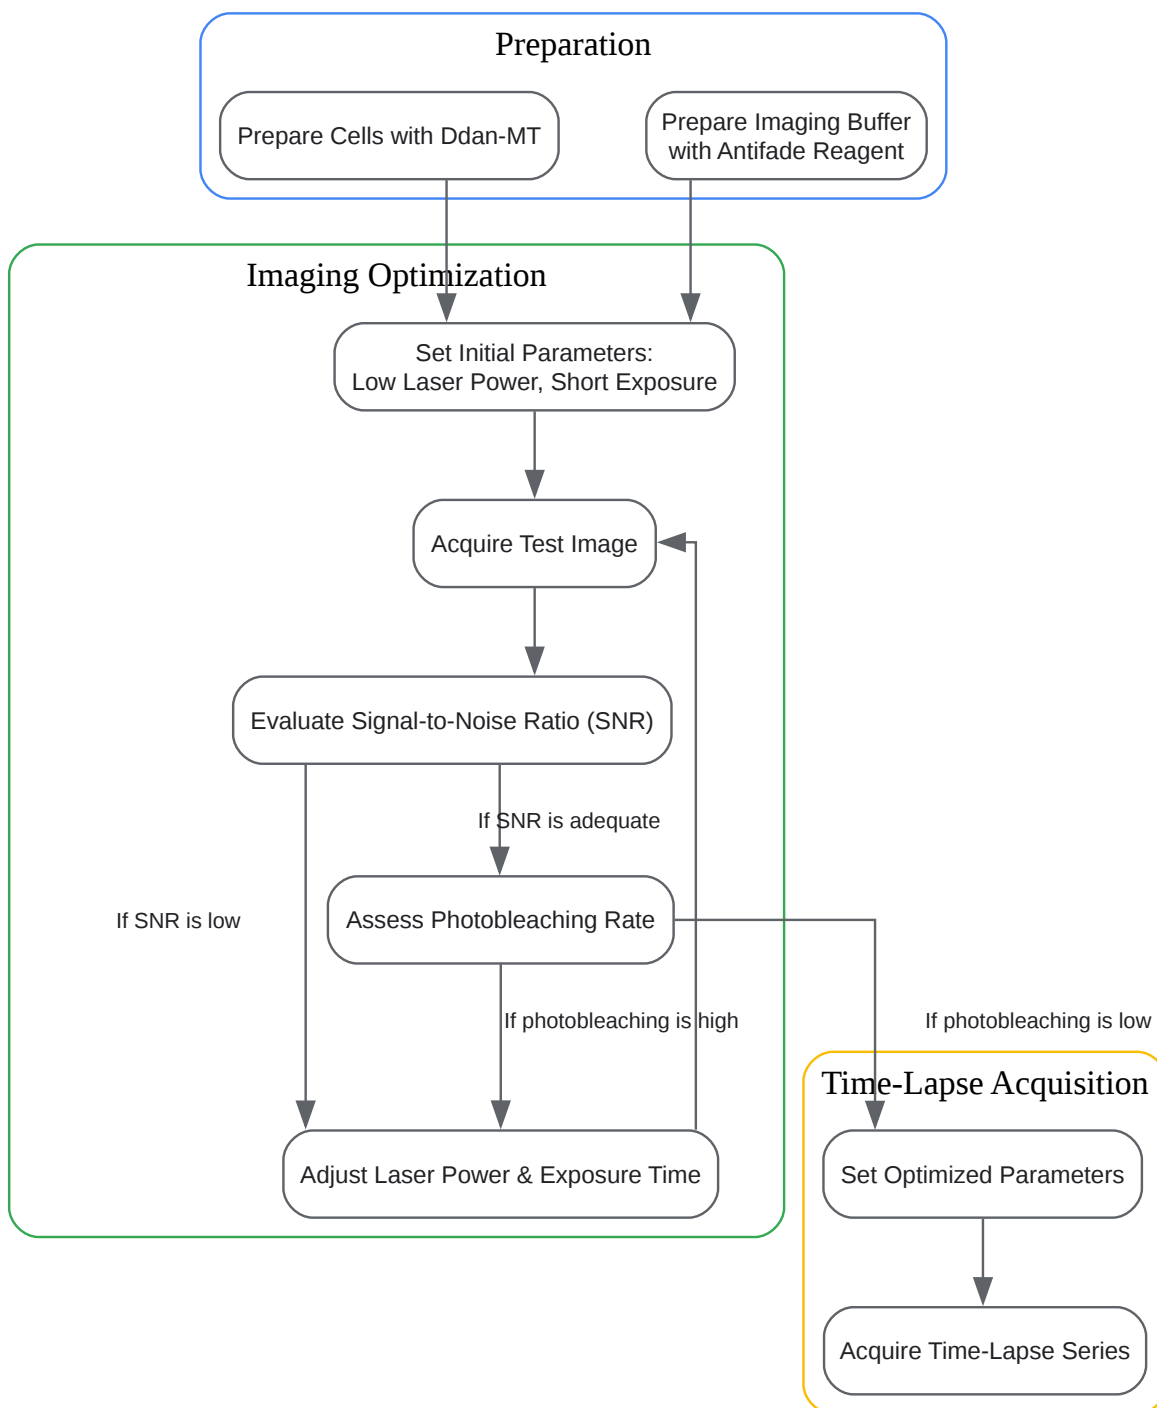 Preparation
Prepare Cells with Ddan-MT
Prepare Imaging Buffer
with Antifade Reagent
Imaging Optimization
Set Initial Parameters:
Low Laser Power, Short Exposure
Acquire Test Image
Evaluate Signal-to-Noise Ratio (SNR)
If SNR is adequate
If SNR is low
Assess Photobleaching Rate
If photobleaching is high
If photobleaching is low
Time-Lapse Acquisition
Adjust Laser Power & Exposure Time
Set Optimized Parameters
Acquire Time-Lapse Series